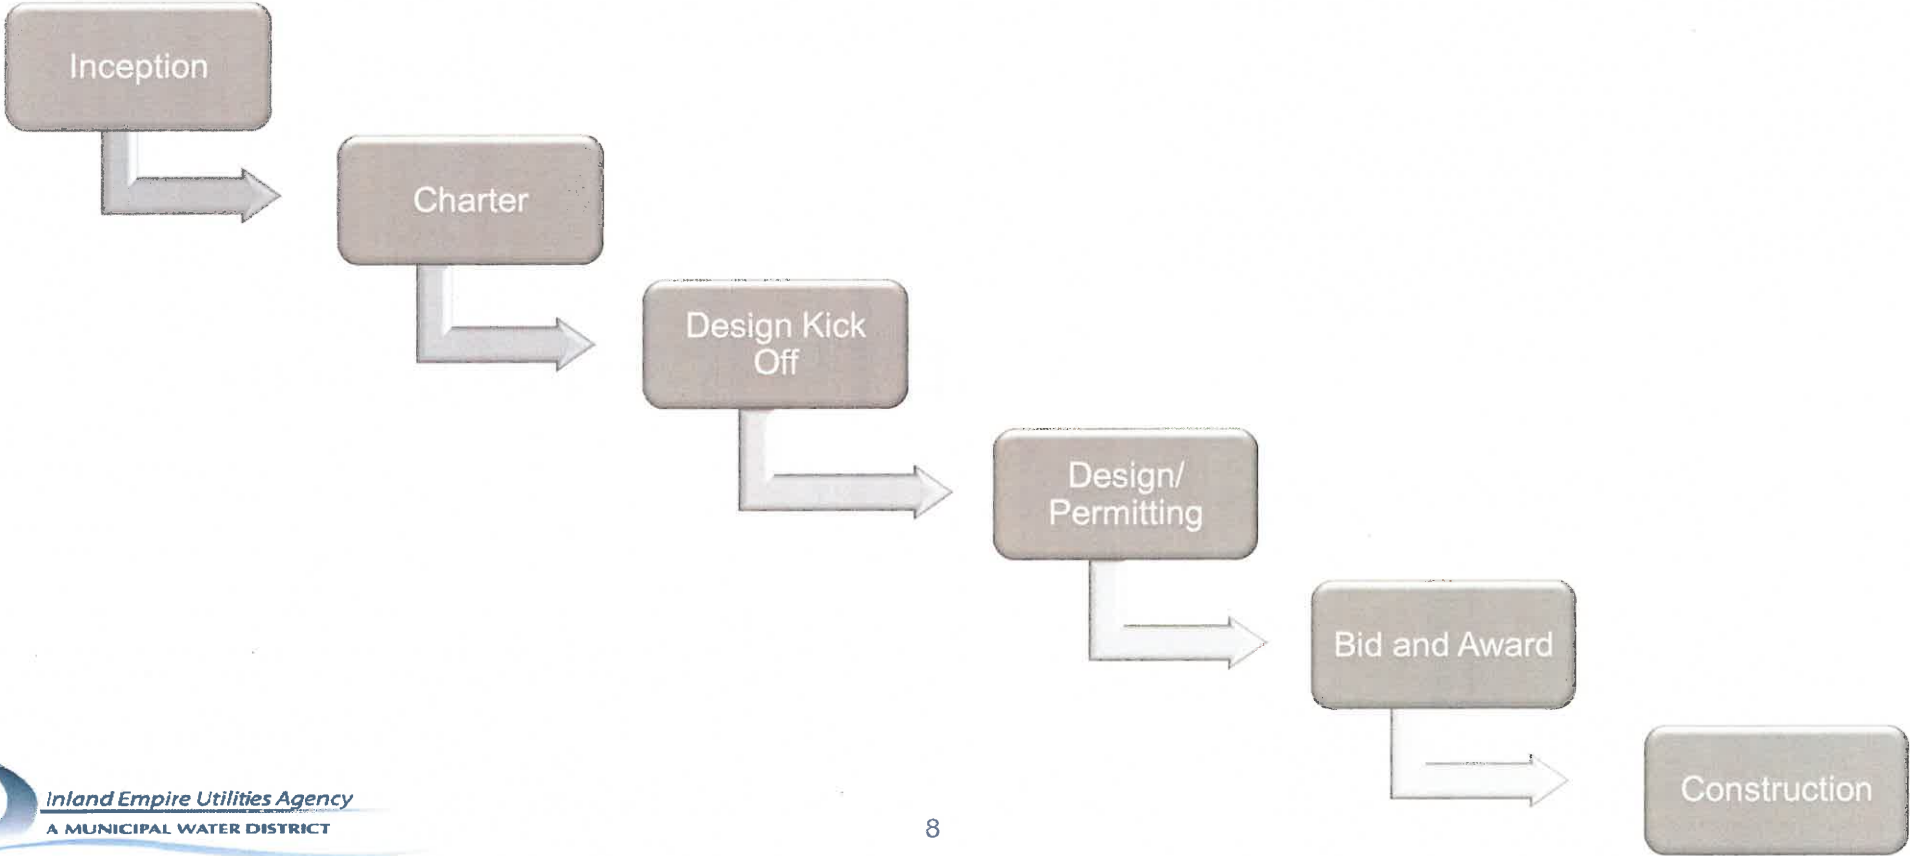 Inception
Charter
Design Kick
Off
Design/
Permitting
Bid and Award
Construction
Inland Empire Utilities Agency
A MUNICIPAL WATER DISTRICT
8